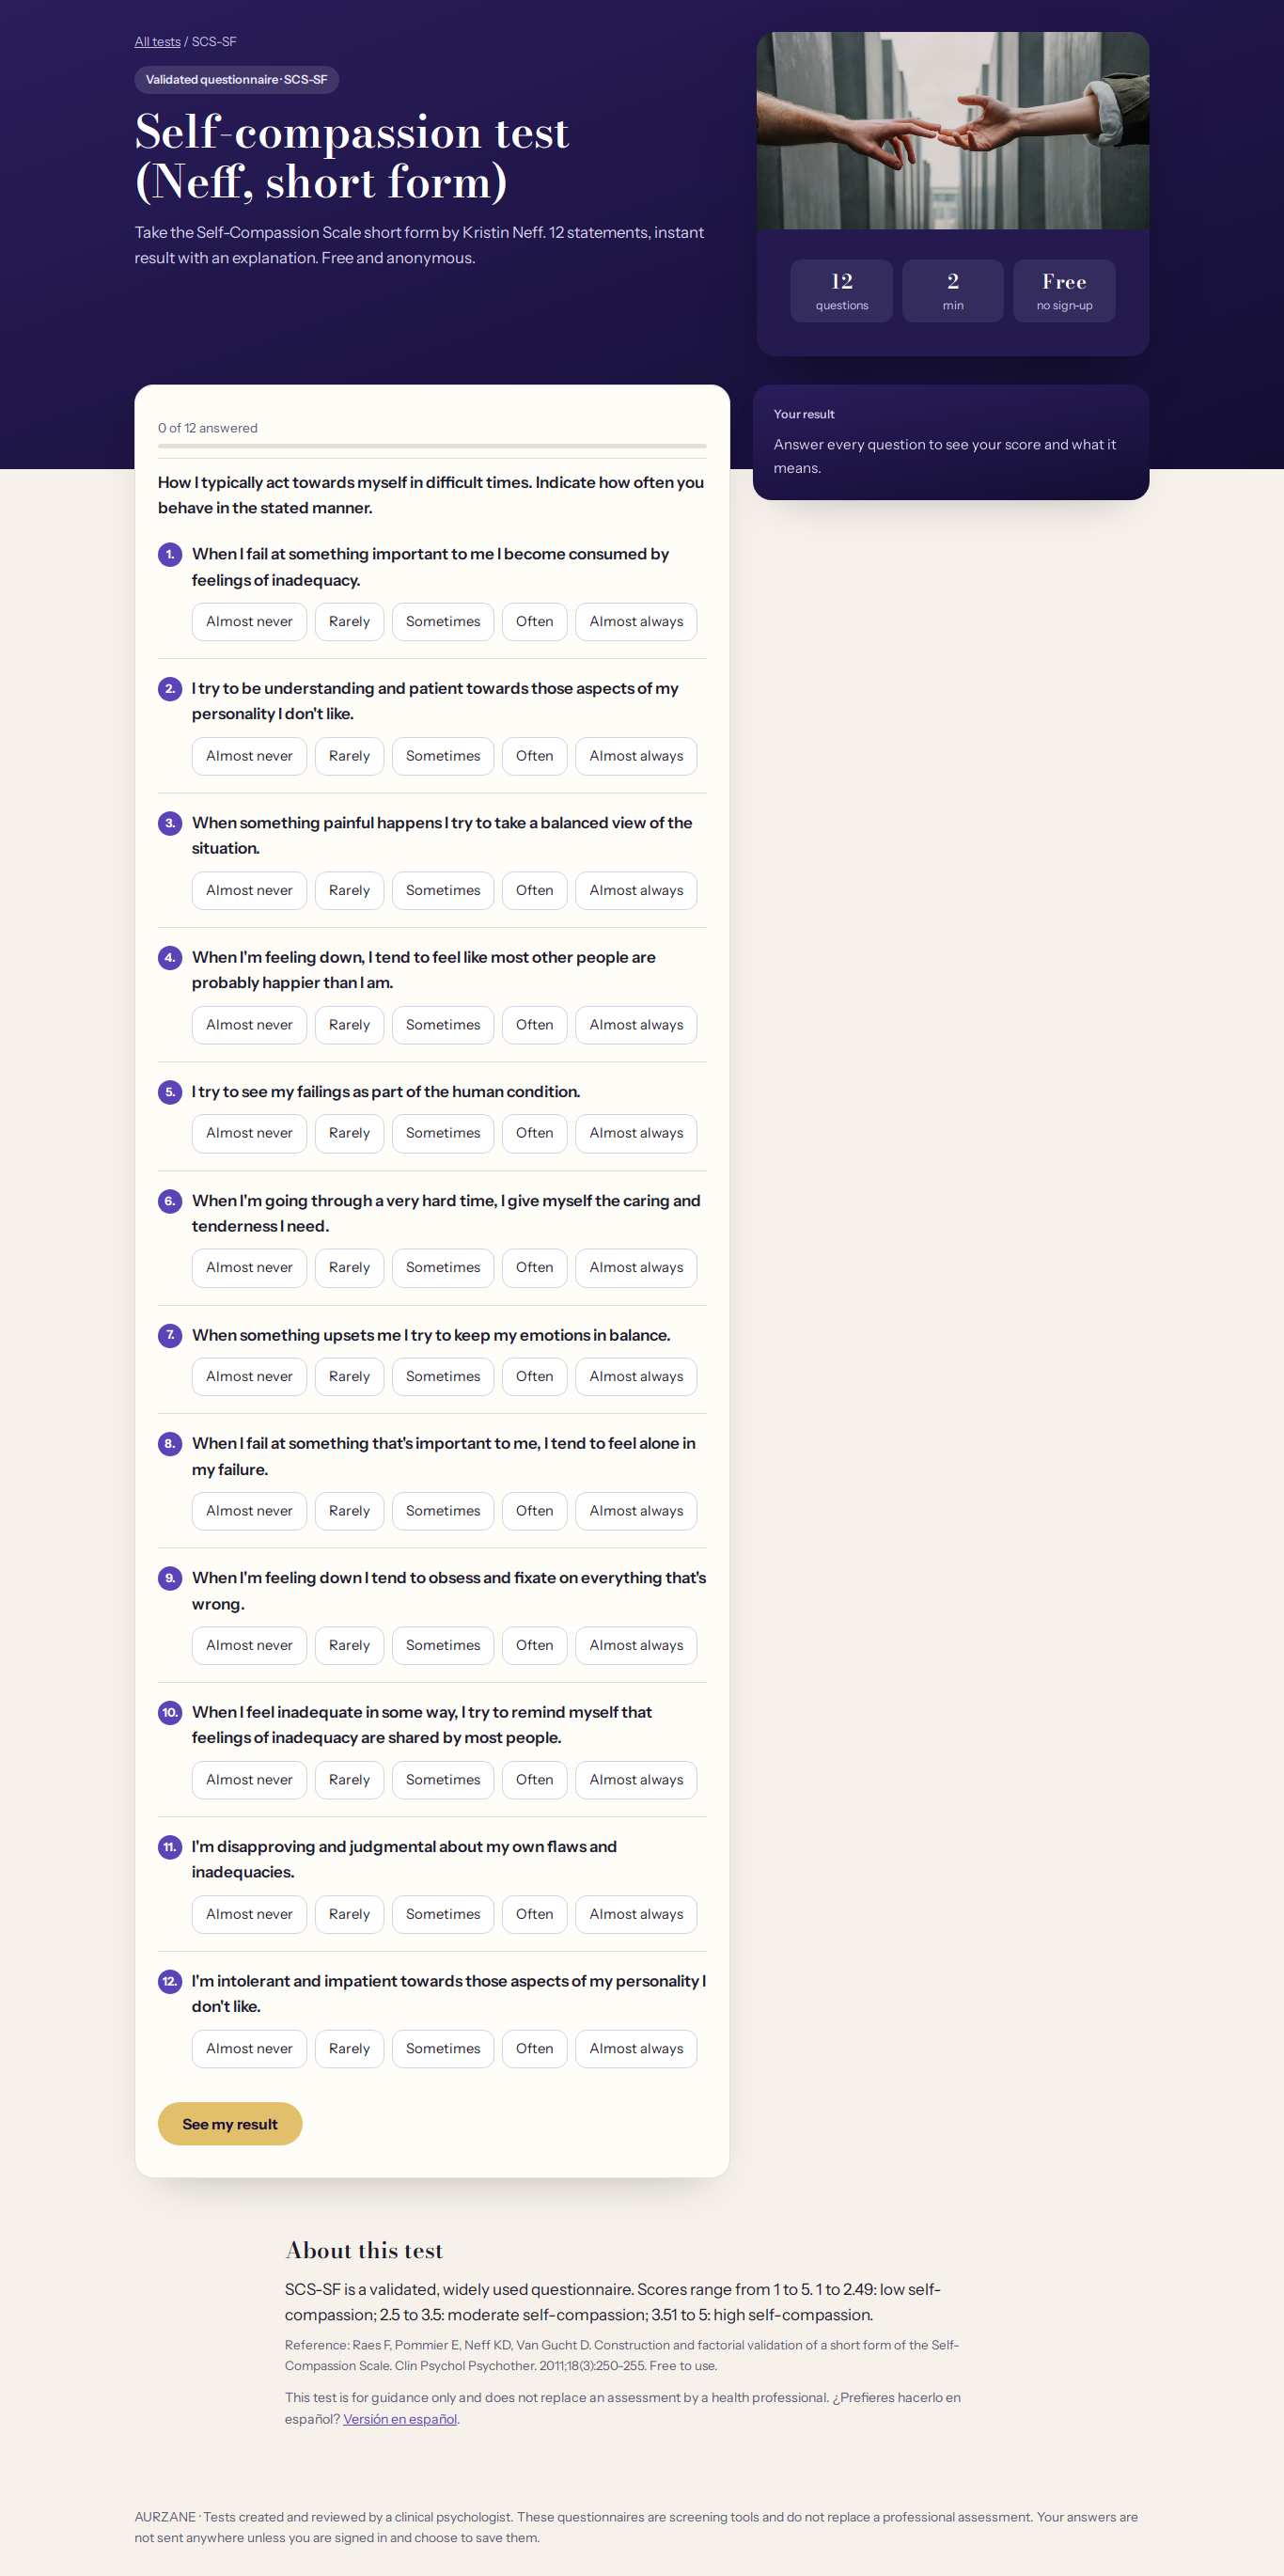 All tests / SCS-SF
Validated questionnaire · SCS-SF
Self-compassion test
(Neff, short form)
Take the Self-Compassion Scale short form by Kristin Neff. 12 statements, instant
result with an explanation. Free and anonymous.
12
questions
2
min
Free
no sign-up
0 of 12 answered
How I typically act towards myself in difficult times. Indicate how often you
behave in the stated manner.
1. When I fail at something important to me I become consumed by
feelings of inadequacy.
Almost never Rarely Sometimes Often Almost always
2. I try to be understanding and patient towards those aspects of my
personality I don't like.
Almost never Rarely Sometimes Often Almost always
3. When something painful happens I try to take a balanced view of the
situation.
Almost never Rarely Sometimes Often Almost always
4. When I'm feeling down, I tend to feel like most other people are
probably happier than I am.
Almost never Rarely Sometimes Often Almost always
5. I try to see my failings as part of the human condition.
Almost never Rarely Sometimes Often Almost always
6. When I'm going through a very hard time, I give myself the caring and
tenderness I need.
Almost never Rarely Sometimes Often Almost always
7. When something upsets me I try to keep my emotions in balance.
Almost never Rarely Sometimes Often Almost always
8. When I fail at something that's important to me, I tend to feel alone in
my failure.
Almost never Rarely Sometimes Often Almost always
9. When I'm feeling down I tend to obsess and fixate on everything that's
wrong.
Almost never Rarely Sometimes Often Almost always
10. When I feel inadequate in some way, I try to remind myself that
feelings of inadequacy are shared by most people.
Almost never Rarely Sometimes Often Almost always
11. I'm disapproving and judgmental about my own flaws and
inadequacies.
Almost never Rarely Sometimes Often Almost always
12. I'm intolerant and impatient towards those aspects of my personality I
don't like.
Almost never Rarely Sometimes Often Almost always
See my result
Your result
Answer every question to see your score and what it
means.
About this test
SCS-SF is a validated, widely used questionnaire. Scores range from 1 to 5. 1 to 2.49: low self-
compassion; 2.5 to 3.5: moderate self-compassion; 3.51 to 5: high self-compassion.
Reference: Raes F, Pommier E, Neff KD, Van Gucht D. Construction and factorial validation of a short form of the Self-
Compassion Scale. Clin Psychol Psychother. 2011;18(3):250-255. Free to use.
This test is for guidance only and does not replace an assessment by a health professional. ¿Prefieres hacerlo en
español? Versión en español.
AURZANE · Tests created and reviewed by a clinical psychologist. These questionnaires are screening tools and do not replace a professional assessment. Your answers are
not sent anywhere unless you are signed in and choose to save them.